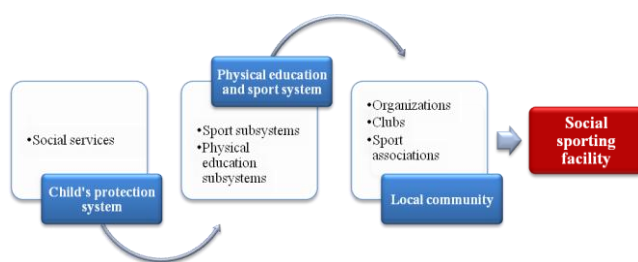 •Social services
Child's protection
system
Physical education
and sport system
•Sport subsystems
•Physical
education
subsystems
•Organizations
•Clubs
•Sport
associations
Local community
Social
sporting
facility